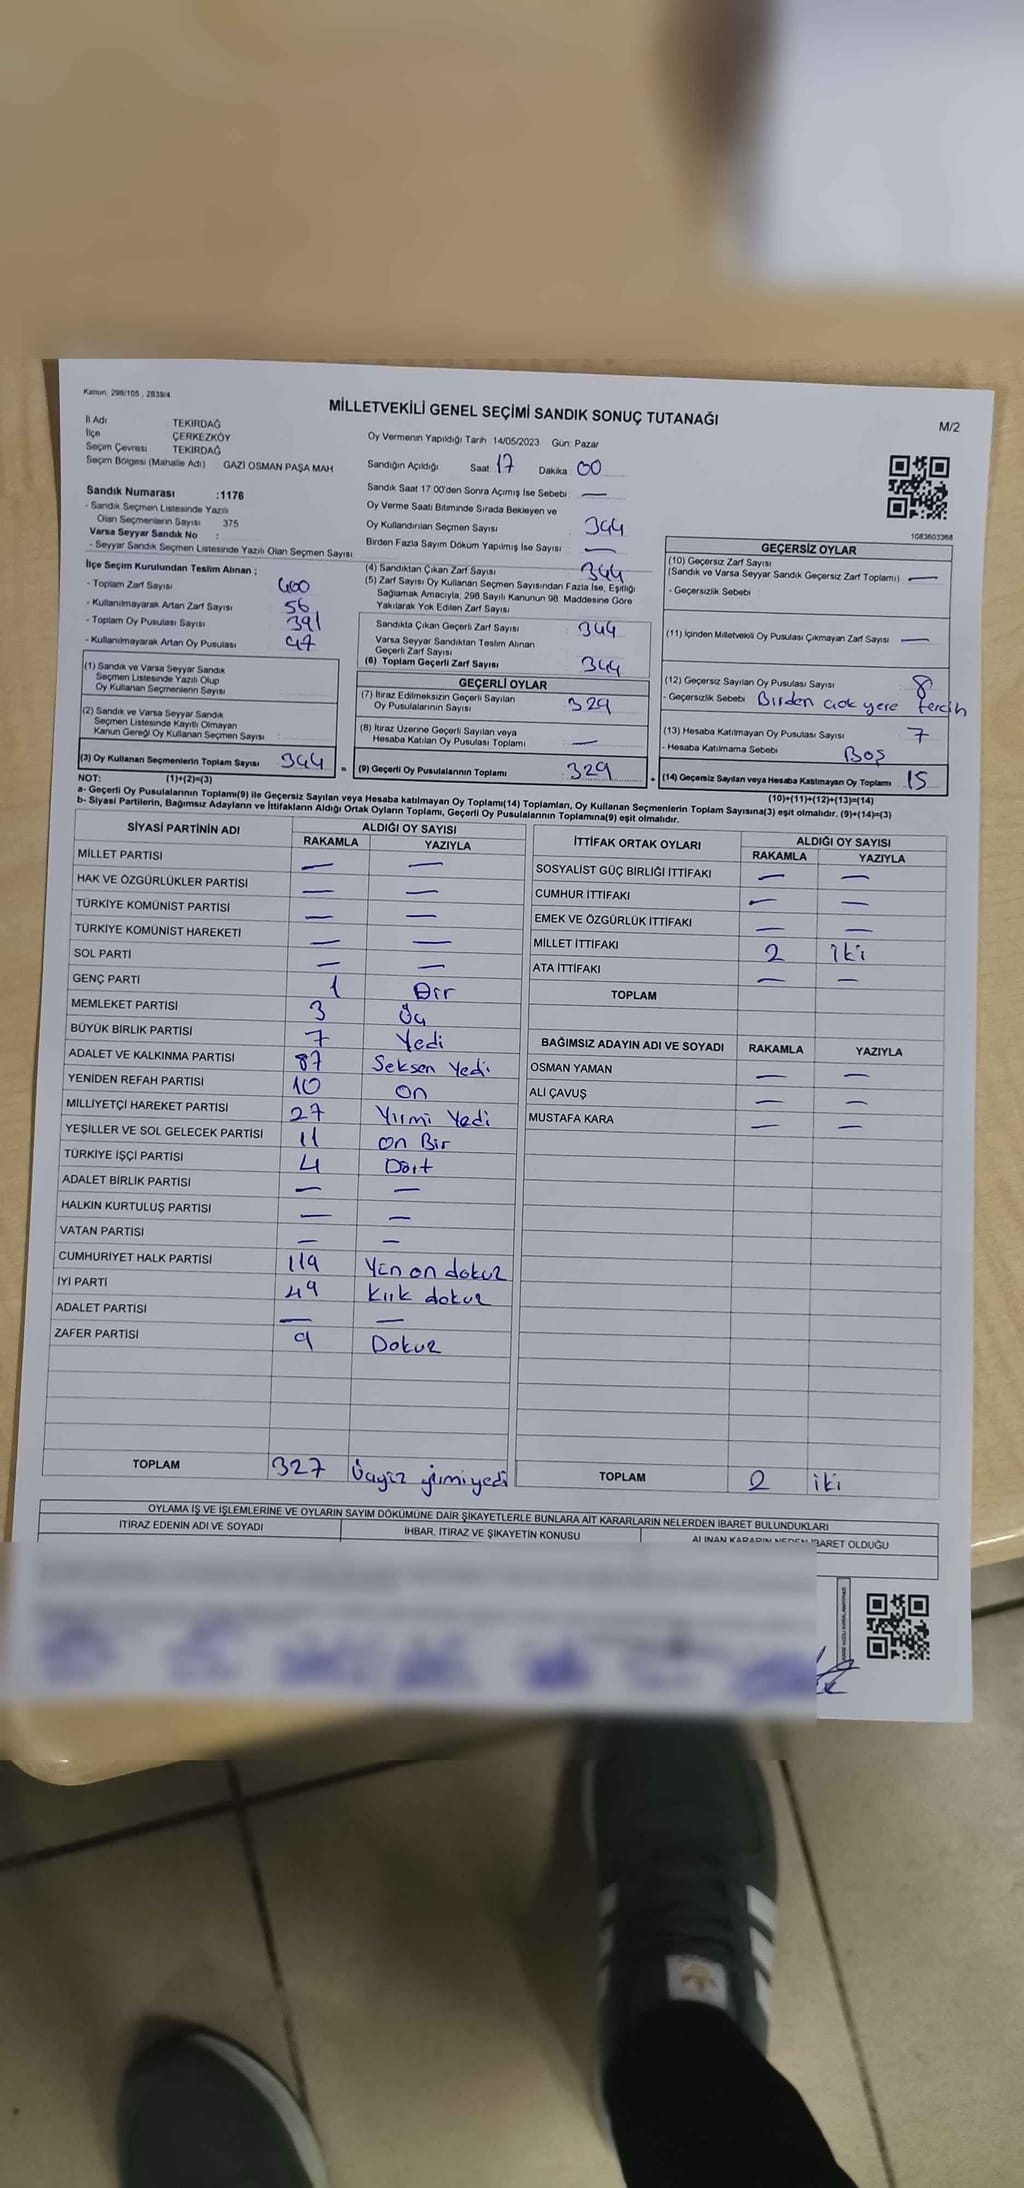 Kanun: 298/105 , 2839/4
MİLLETVEKİLİ GENEL SEÇİMİ SANDIK SONUÇ TUTANAĞI
M/2
İl Adı TEKİRDAĞ
İlçe ÇERKEZKÖY
Seçim Çevresi TEKİRDAĞ
Seçim Bölgesi (Mahalle Adı) GAZİ OSMAN PAŞA MAH
Oy Vermenin Yapıldığı Tarih : 14/05/2023 Gün: Pazar
Sandığın Açıldığı Saat 17 Dakika 00
Sandık Saat 17:00'den Sonra Açılmış İse Sebebi : —
Oy Verme Saati Bitiminde Sırada Bekleyen ve
Oy Kullandırılan Seçmen Sayısı 344
Birden Fazla Sayım Döküm Yapılmış İse Sayısı —
Sandık Numarası :1176
- Sandık Seçmen Listesinde Yazılı
Olan Seçmenlerin Sayısı 375
Varsa Seyyar Sandık No :
- Seyyar Sandık Seçmen Listesinde Yazılı Olan Seçmen Sayısı
İlçe Seçim Kurulundan Teslim Alınan ;
- Toplam Zarf Sayısı 400
- Kullanılmayarak Artan Zarf Sayısı 56
- Toplam Oy Pusulası Sayısı 391
- Kullanılmayarak Artan Oy Pusulası 47
(1) Sandık ve Varsa Seyyar Sandık
Seçmen Listesinde Yazılı Olup
Oy Kullanan Seçmenlerin Sayısı
(2) Sandık ve Varsa Seyyar Sandık
Seçmen Listesinde Kayıtlı Olmayan
Kanun Gereği Oy Kullanan Seçmen Sayısı :
(3) Oy Kullanan Seçmenlerin Toplam Sayısı 344 =
(4) Sandıktan Çıkan Zarf Sayısı 344
(5) Zarf Sayısı Oy Kullanan Seçmen Sayısından Fazla İse, Eşitliği
Sağlamak Amacıyla, 298 Sayılı Kanunun 98. Maddesine Göre
Yakılarak Yok Edilen Zarf Sayısı
Sandıkta Çıkan Geçerli Zarf Sayısı : 344
Varsa Seyyar Sandıktan Teslim Alınan
Geçerli Zarf Sayısı
(6) Toplam Geçerli Zarf Sayısı 344
GEÇERLİ OYLAR
(7) İtiraz Edilmeksizin Geçerli Sayılan
Oy Pusulalarının Sayısı 329
(8) İtiraz Üzerine Geçerli Sayılan veya
Hesaba Katılan Oy Pusulası Toplamı —
(9) Geçerli Oy Pusulalarının Toplamı 329 +
1083603368
GEÇERSİZ OYLAR
(10) Geçersiz Zarf Sayısı
(Sandık ve Varsa Seyyar Sandık Geçersiz Zarf Toplamı) —
- Geçersizlik Sebebi
(11) İçinden Milletvekili Oy Pusulası Çıkmayan Zarf Sayısı —
(12) Geçersiz Sayılan Oy Pusulası Sayısı 8
- Geçersizlik Sebebi Birden çok yere tercih
(13) Hesaba Katılmayan Oy Pusulası Sayısı 7
- Hesaba Katılmama Sebebi Boş
(14) Geçersiz Sayılan veya Hesaba Katılmayan Oy Toplamı 15
NOT: (1)+(2)=(3)
(10)+(11)+(12)+(13)=(14)
a- Geçerli Oy Pusulalarının Toplamı(9) ile Geçersiz Sayılan veya Hesaba katılmayan Oy Toplamı(14) Toplamları, Oy Kullanan Seçmenlerin Toplam Sayısına(3) eşit olmalıdır. (9)+(14)=(3)
b- Siyasi Partilerin, Bağımsız Adayların ve İttifakların Aldığı Ortak Oyların Toplamı, Geçerli Oy Pusulalarının Toplamına(9) eşit olmalıdır.
SİYASİ PARTİNİN ADI ALDIĞI OY SAYISI
RAKAMLA YAZIYLA
MİLLET PARTİSİ — —
HAK VE ÖZGÜRLÜKLER PARTİSİ — —
TÜRKİYE KOMÜNİST PARTİSİ — —
TÜRKİYE KOMÜNİST HAREKETİ — —
SOL PARTİ — —
GENÇ PARTİ 1 Bir
MEMLEKET PARTİSİ 3 Üç
BÜYÜK BİRLİK PARTİSİ 7 Yedi
ADALET VE KALKINMA PARTİSİ 87 Seksen Yedi
YENİDEN REFAH PARTİSİ 10 On
MİLLİYETÇİ HAREKET PARTİSİ 27 Yirmi Yedi
YEŞİLLER VE SOL GELECEK PARTİSİ 11 On Bir
TÜRKİYE İŞÇİ PARTİSİ 4 Dört
ADALET BİRLİK PARTİSİ — —
HALKIN KURTULUŞ PARTİSİ — —
VATAN PARTİSİ — —
CUMHURİYET HALK PARTİSİ 119 Yüz on dokuz
İYİ PARTİ 49 Kırk dokuz
ADALET PARTİSİ — —
ZAFER PARTİSİ 9 Dokuz
TOPLAM 327 Üçyüz yirmiyedi
İTTİFAK ORTAK OYLARI ALDIĞI OY SAYISI
RAKAMLA YAZIYLA
SOSYALİST GÜÇ BİRLİĞİ İTTİFAKI — —
CUMHUR İTTİFAKI — —
EMEK VE ÖZGÜRLÜK İTTİFAKI — —
MİLLET İTTİFAKI 2 İki
ATA İTTİFAKI — —
TOPLAM
BAĞIMSIZ ADAYIN ADI VE SOYADI RAKAMLA YAZIYLA
OSMAN YAMAN — —
ALİ ÇAVUŞ — —
MUSTAFA KARA — —
TOPLAM 2 iki
OYLAMA İŞ VE İŞLEMLERİNE VE OYLARIN SAYIM DÖKÜMÜNE DAİR ŞİKAYETLERLE BUNLARA AİT KARARLARIN NELERDEN İBARET BULUNDUKLARI
İTİRAZ EDENİN ADI VE SOYADI İHBAR, İTİRAZ VE ŞİKAYETİN KONUSU ALINAN KARARIN NEDEN İBARET OLDUĞU